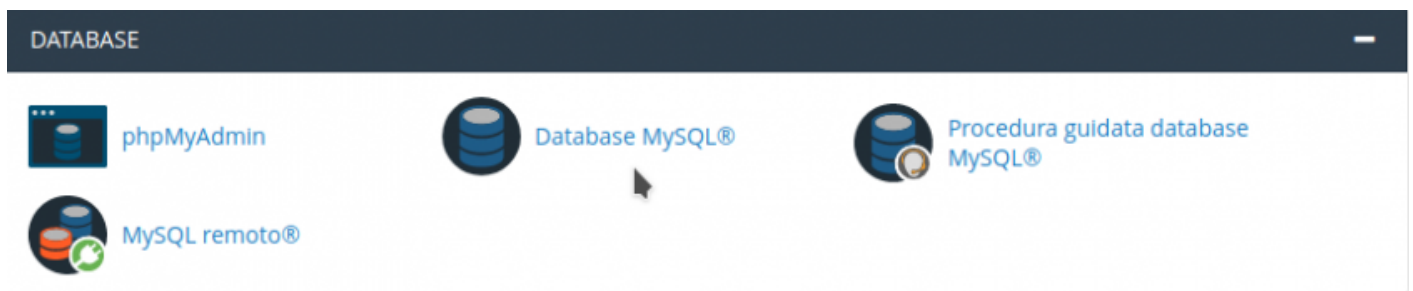 DATABASE
phpMyAdmin
Database MySQL®
Procedura guidata database
MySQL®
MySQL remoto®